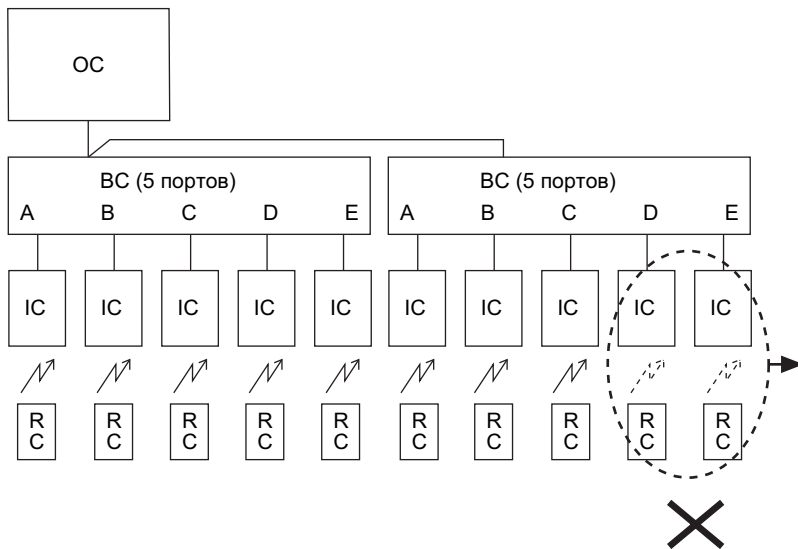 OC
BC (5 портов)
A B C D E
BC (5 портов)
A B C D E
IC IC IC IC IC IC IC IC IC IC
R R R R R R R R R R
C C C C C C C C C C